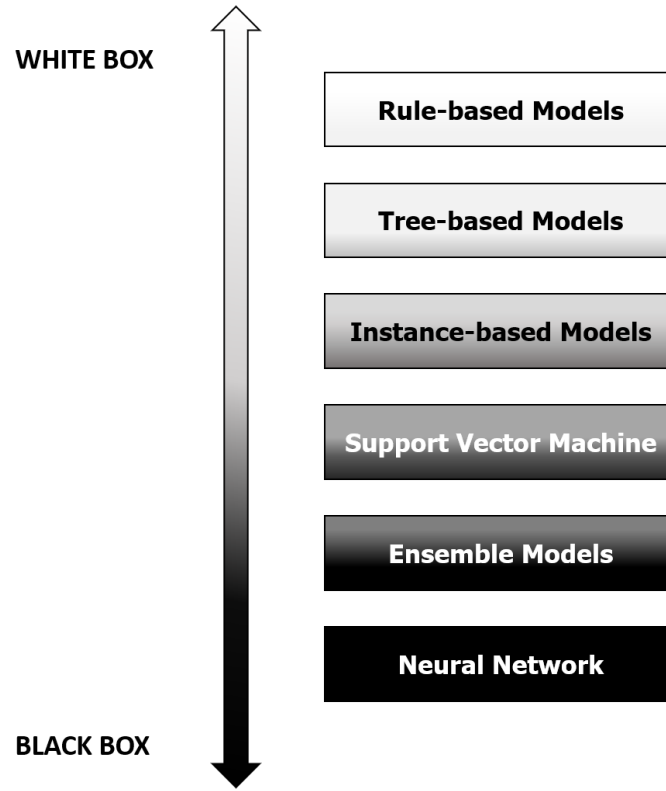 WHITE BOX
Rule-based Models
Tree-based Models
Instance-based Models
Support Vector Machine
Ensemble Models
Neural Network
BLACK BOX